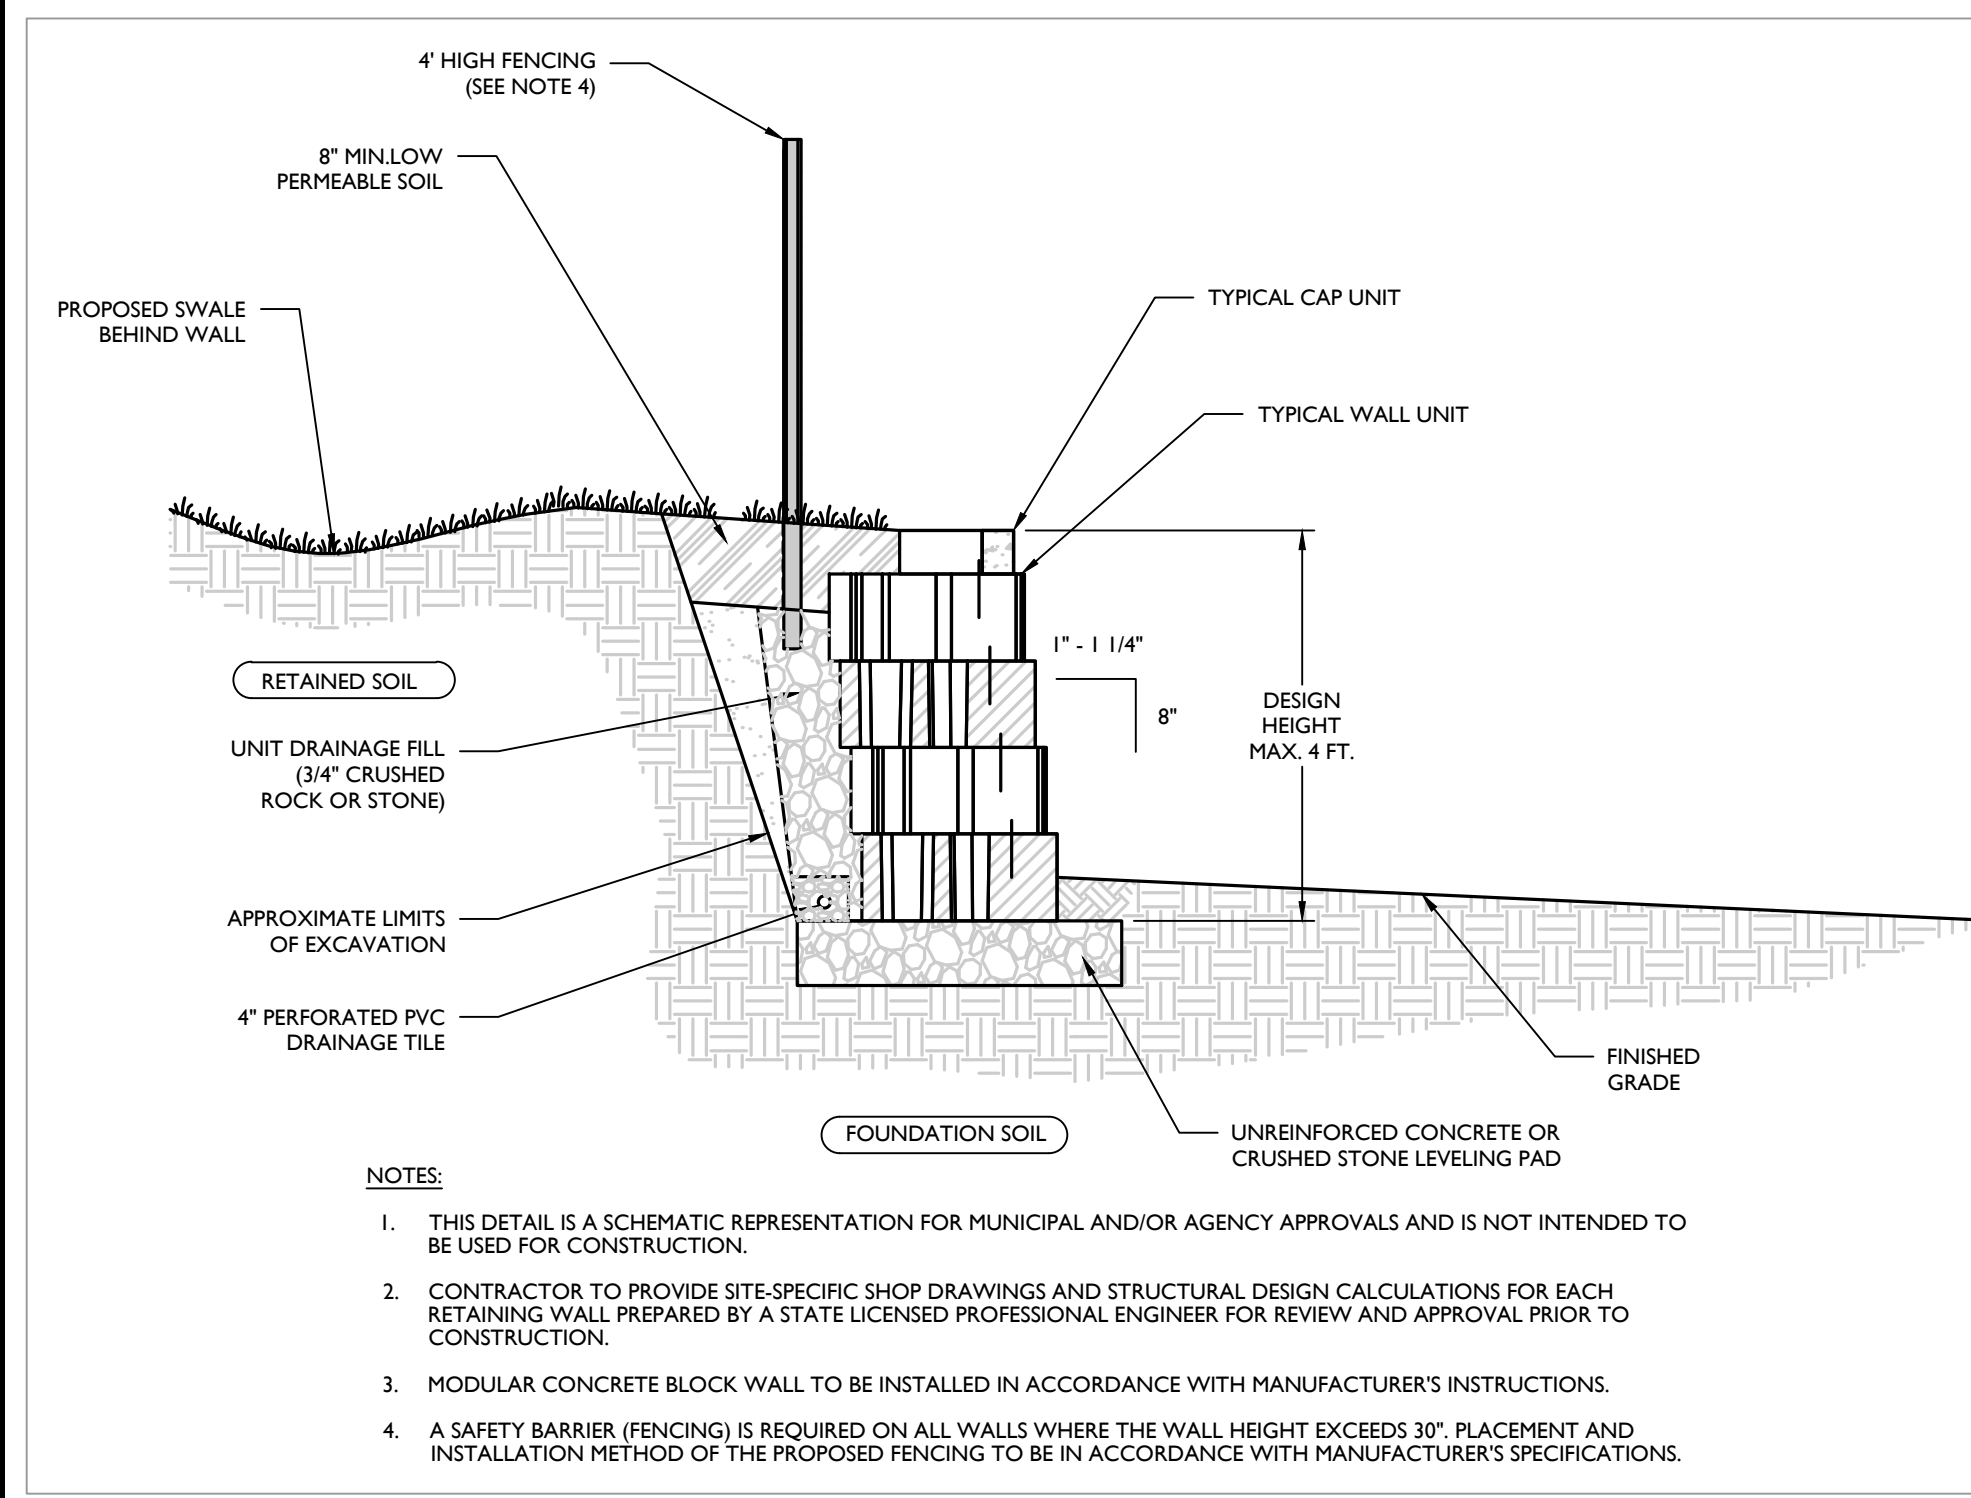 4' HIGH FENCING
(SEE NOTE 4)
8" MIN.LOW
PERMEABLE SOIL
PROPOSED SWALE
BEHIND WALL
TYPICAL CAP UNIT
TYPICAL WALL UNIT
1" - 1 1/4"
8"
DESIGN
HEIGHT
MAX. 4 FT.
RETAINED SOIL
UNIT DRAINAGE FILL
(3/4" CRUSHED
ROCK OR STONE)
APPROXIMATE LIMITS
OF EXCAVATION
4" PERFORATED PVC
DRAINAGE TILE
FINISHED
GRADE
FOUNDATION SOIL
UNREINFORCED CONCRETE OR
CRUSHED STONE LEVELING PAD
NOTES:
1. THIS DETAIL IS A SCHEMATIC REPRESENTATION FOR MUNICIPAL AND/OR AGENCY APPROVALS AND IS NOT INTENDED TO
BE USED FOR CONSTRUCTION.
2. CONTRACTOR TO PROVIDE SITE-SPECIFIC SHOP DRAWINGS AND STRUCTURAL DESIGN CALCULATIONS FOR EACH
RETAINING WALL PREPARED BY A STATE LICENSED PROFESSIONAL ENGINEER FOR REVIEW AND APPROVAL PRIOR TO
CONSTRUCTION.
3. MODULAR CONCRETE BLOCK WALL TO BE INSTALLED IN ACCORDANCE WITH MANUFACTURER'S INSTRUCTIONS.
4. A SAFETY BARRIER (FENCING) IS REQUIRED ON ALL WALLS WHERE THE WALL HEIGHT EXCEEDS 30". PLACEMENT AND
INSTALLATION METHOD OF THE PROPOSED FENCING TO BE IN ACCORDANCE WITH MANUFACTURER'S SPECIFICATIONS.